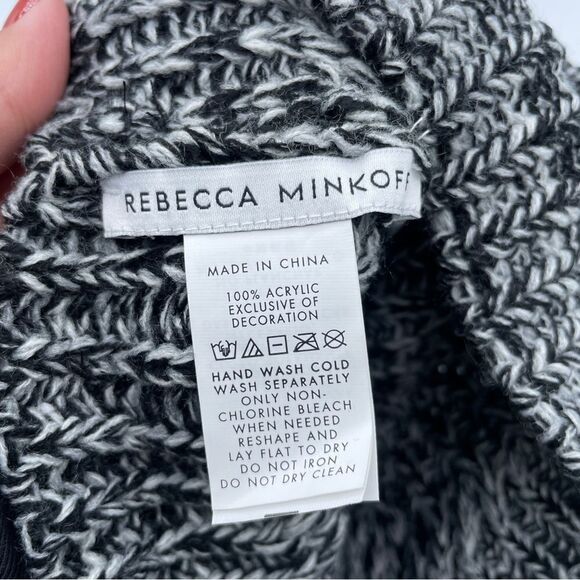 REBECCA MINKOFF
MADE IN CHINA
100% ACRYLIC
EXCLUSIVE OF
DECORATION
HAND WASH COLD
WASH SEPARATELY
ONLY NON-
CHLORINE BLEACH
WHEN NEEDED
RESHAPE AND
LAY FLAT TO DRY
DO NOT IRON
DO NOT DRY CLEAN